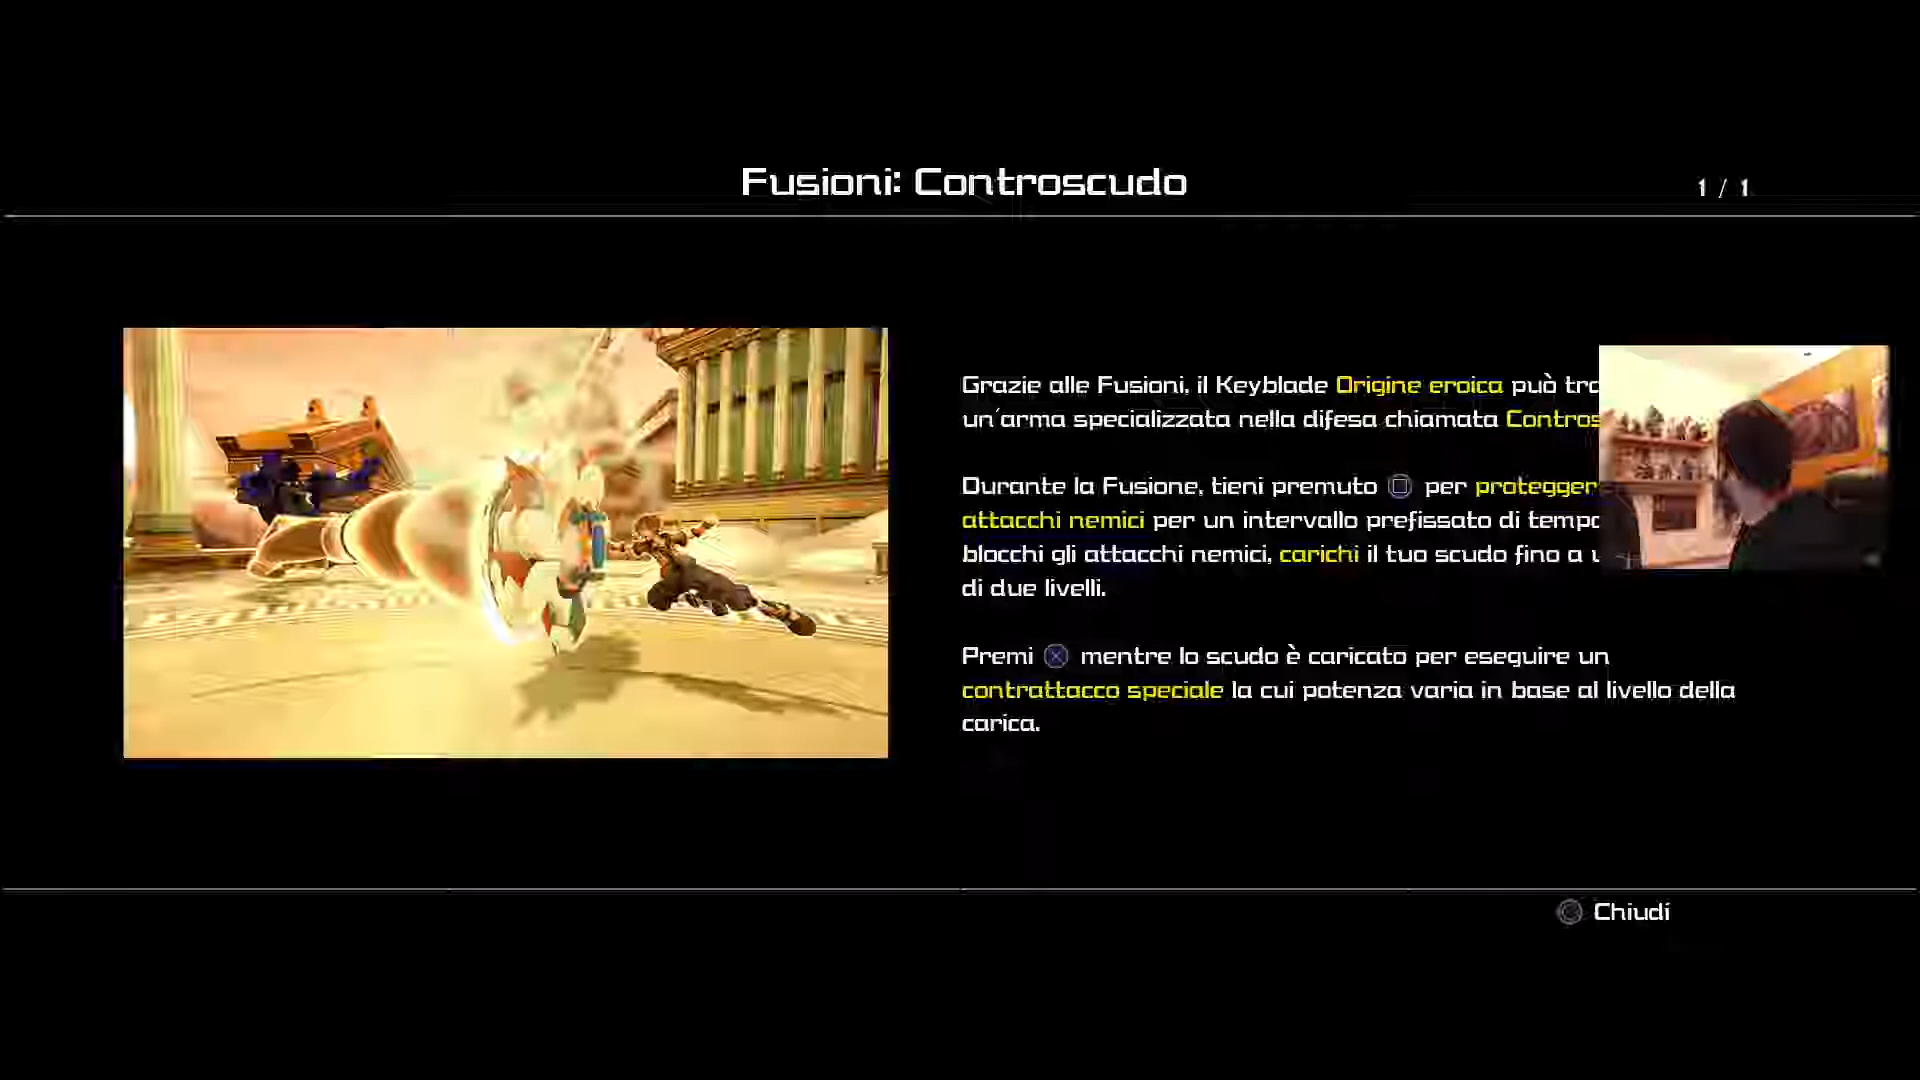 Fusioni: Controscudo
1 / 1
Grazie alle Fusioni, il Keyblade Origine eroica può
un'arma specializzata nella difesa chiamata
Durante la Fusione, tieni premuto per
attacchi nemici per un intervallo prefissato di
blocchi gli attacchi nemici, carichi il tuo scudo fino a
di due livelli.
Premi mentre lo scudo è caricato per eseguire un
contrattacco speciale la cui potenza varia in base al livello della
carica.
Chiudi